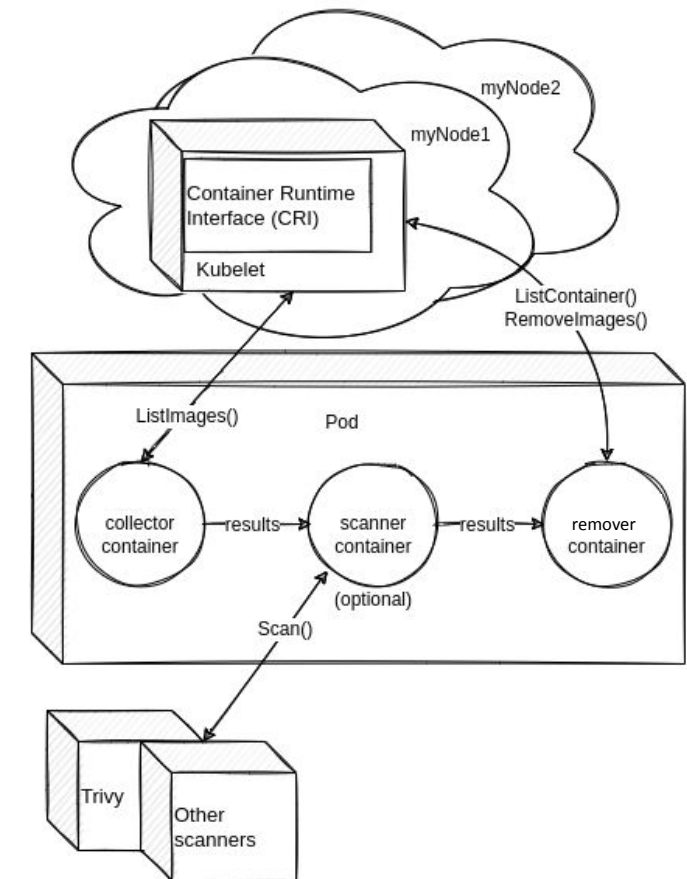 myNode2
myNode1
Container Runtime
Interface (CRI)
Kubelet
ListContainer()
RemoveImages()
ListImages()
Pod
collector
container
results
scanner
container
(optional)
results
remover
container
Scan()
Trivy
Other
scanners